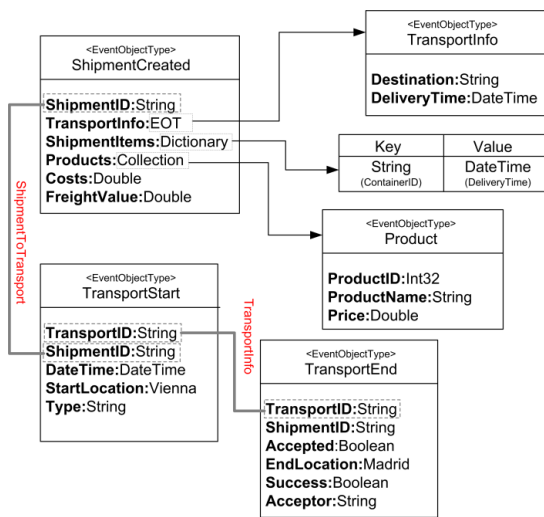 <EventObjectType>
ShipmentCreated
ShipmentID:String
TransportInfo:EOT
ShipmentItems:Dictionary
Products:Collection
Costs:Double
FreightValue:Double
<EventObjectType>
TransportInfo
Destination:String
DeliveryTime:DateTime
Key Value
String DateTime
(ContainerID) (DeliveryTime)
<EventObjectType>
Product
ProductID:Int32
ProductName:String
Price:Double
ShipmentToTransport
<EventObjectType>
TransportStart
TransportID:String
ShipmentID:String
DateTime:DateTime
StartLocation:Vienna
Type:String
TransportInfo
<EventObjectType>
TransportEnd
TransportID:String
ShipmentID:String
Accepted:Boolean
EndLocation:Madrid
Success:Boolean
Acceptor:String